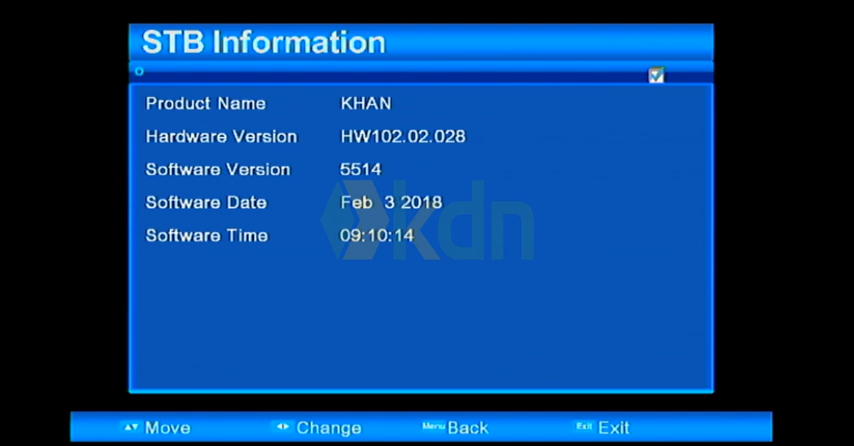 STB Information
Product Name KHAN
Hardware Version HW102.02.028
Software Version 5514
Software Date Feb 3 2018
Software Time 09:10:14
kdn
Move Change Menu Back Exit Exit